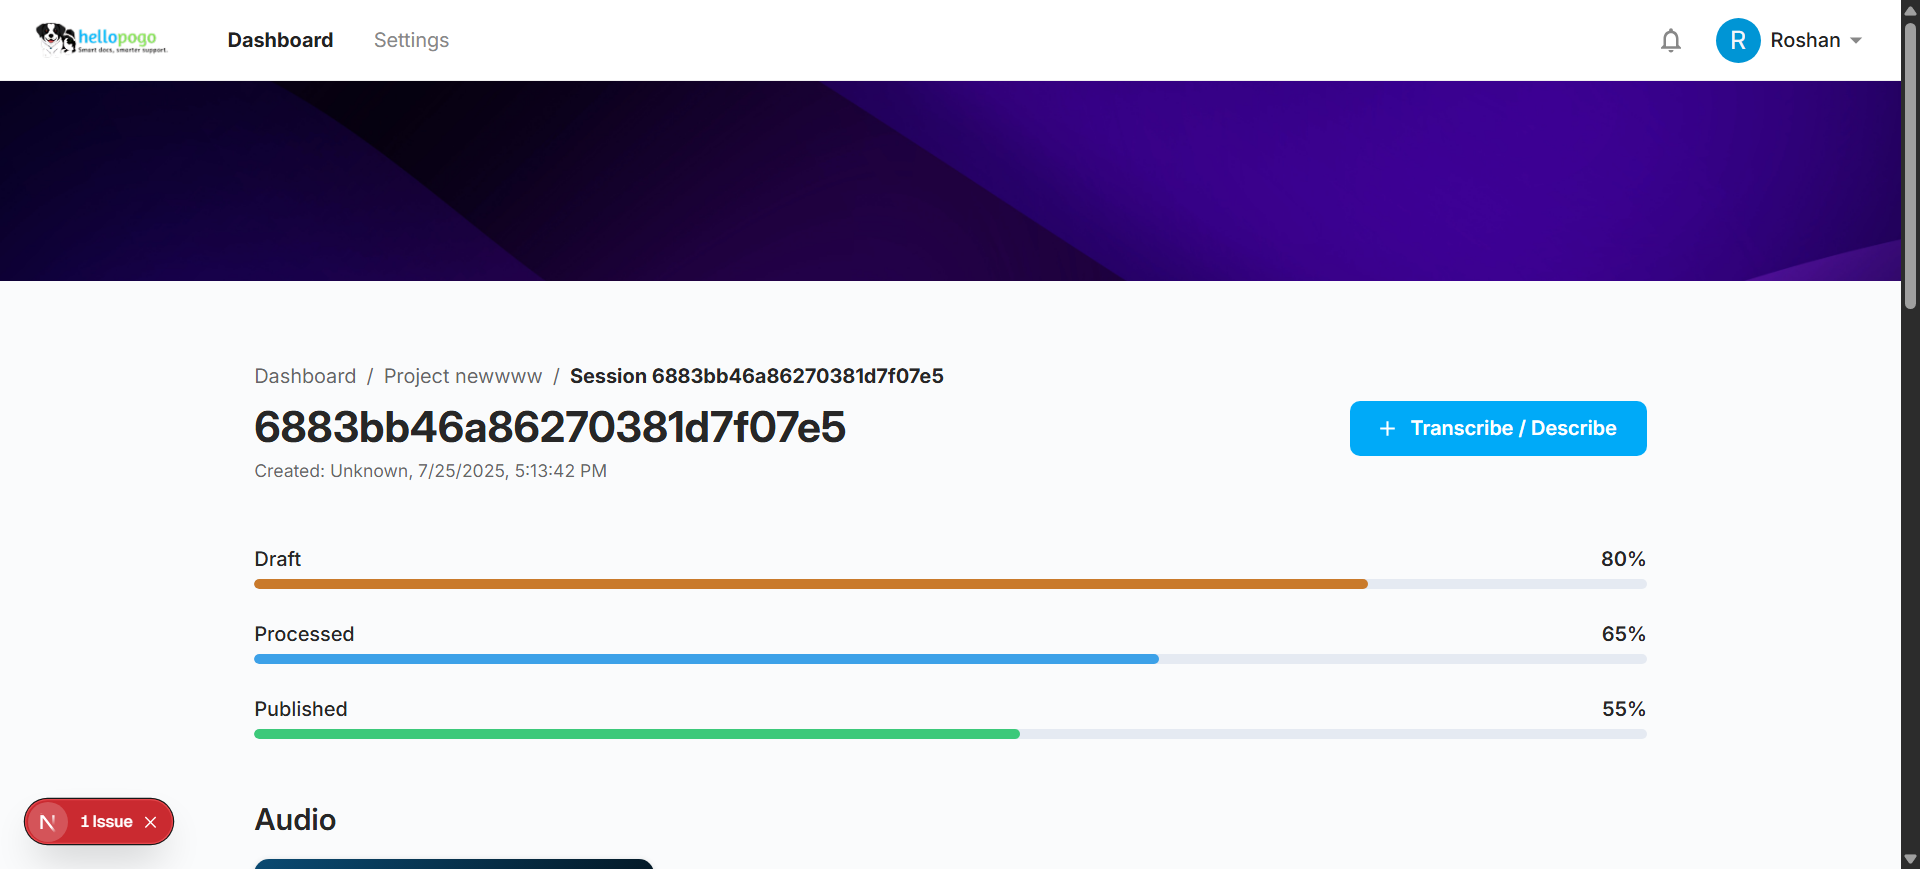 hellopogo
Smart docs, smarter support.
Dashboard
Settings
R
Roshan
Dashboard / Project newwww / Session 6883bb46a86270381d7f07e5
6883bb46a86270381d7f07e5
Created: Unknown, 7/25/2025, 5:13:42 PM
+ Transcribe / Describe
Draft 80%
Processed 65%
Published 55%
Audio
N 1 Issue